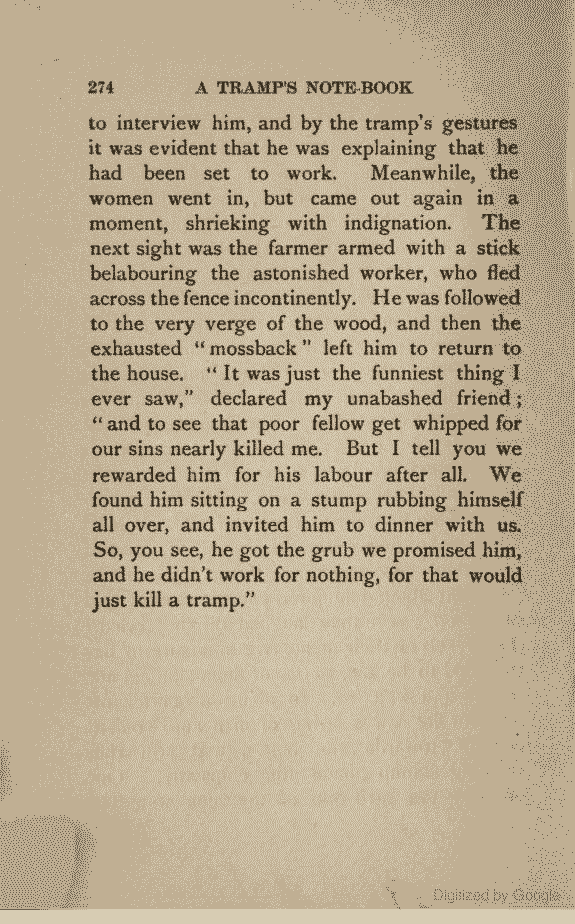 274 A TRAMP'S NOTE-BOOK
to interview him, and by the tramp's gestures
it was evident that he was explaining that he
had been set to work. Meanwhile, the
women went in, but came out again in a
moment, shrieking with indignation. The
next sight was the farmer armed with a stick
belabouring the astonished worker, who fled
across the fence incontinently. He was followed
to the very verge of the wood, and then the
exhausted "mossback" left him to return to
the house. "It was just the funniest thing I
ever saw," declared my unabashed friend;
"and to see that poor fellow get whipped for
our sins nearly killed me. But I tell you we
rewarded him for his labour after all. We
found him sitting on a stump rubbing himself
all over, and invited him to dinner with us.
So, you see, he got the grub we promised him,
and he didn't work for nothing, for that would
just kill a tramp."
Digitized by Google